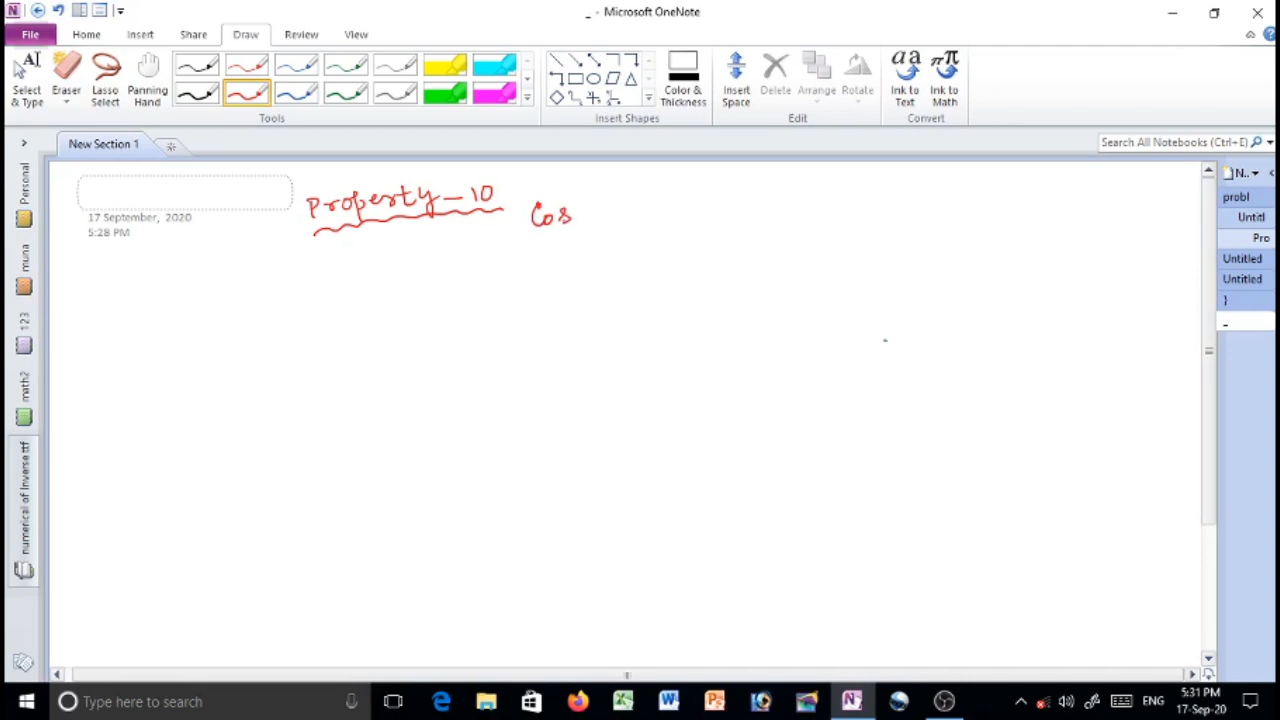 _ - Microsoft OneNote
File Home Insert Share Draw Review View
Select & Type Eraser Lasso Select Panning Hand Color & Thickness Insert Space Delete Arrange Rotate Ink to Text Ink to Math
Tools Insert Shapes Edit Convert
New Section 1
Search All Notebooks (Ctrl+E)
N..
Personal
muna
123
math2
numerical of Inverse ttf
probl
Untitl
Pro
Untitled
Untitled
}
_
17 September, 2020
5:28 PM
Property - 10 Cos
Type here to search
ENG
5:31 PM
17-Sep-20